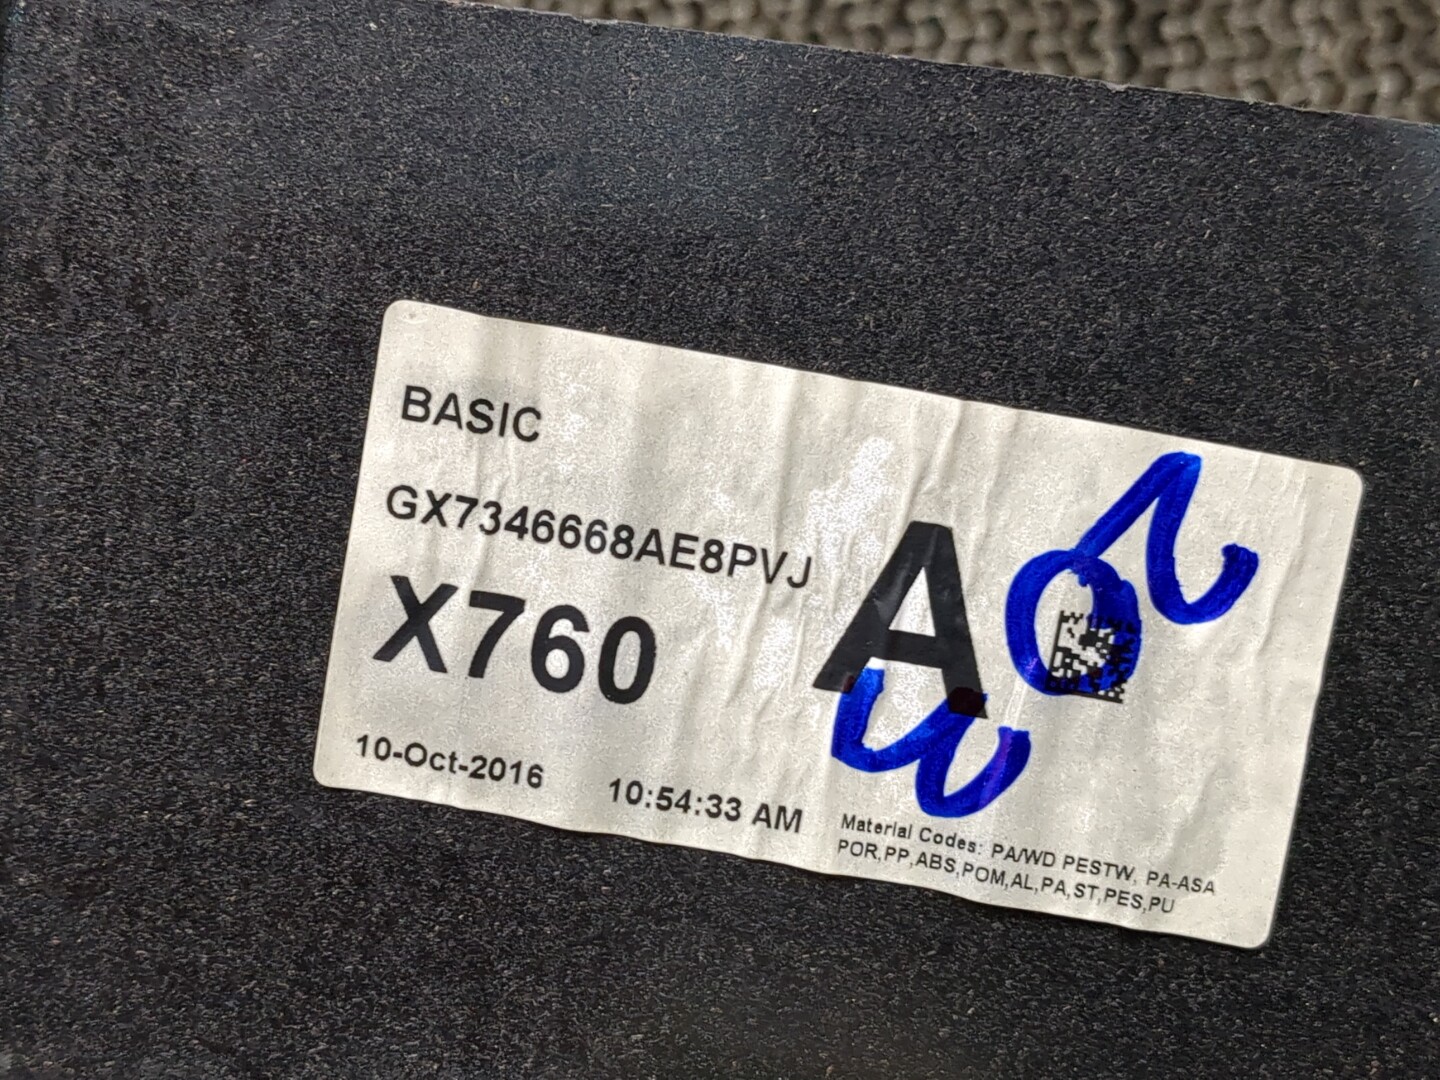 BASIC
GX7346668AE8PVJ
X760
A
10-Oct-2016 10:54:33 AM
Material Codes: PA/WD PESTW, PA-ASA
POR,PP,ABS,POM,AL,PA,ST,PES,PU